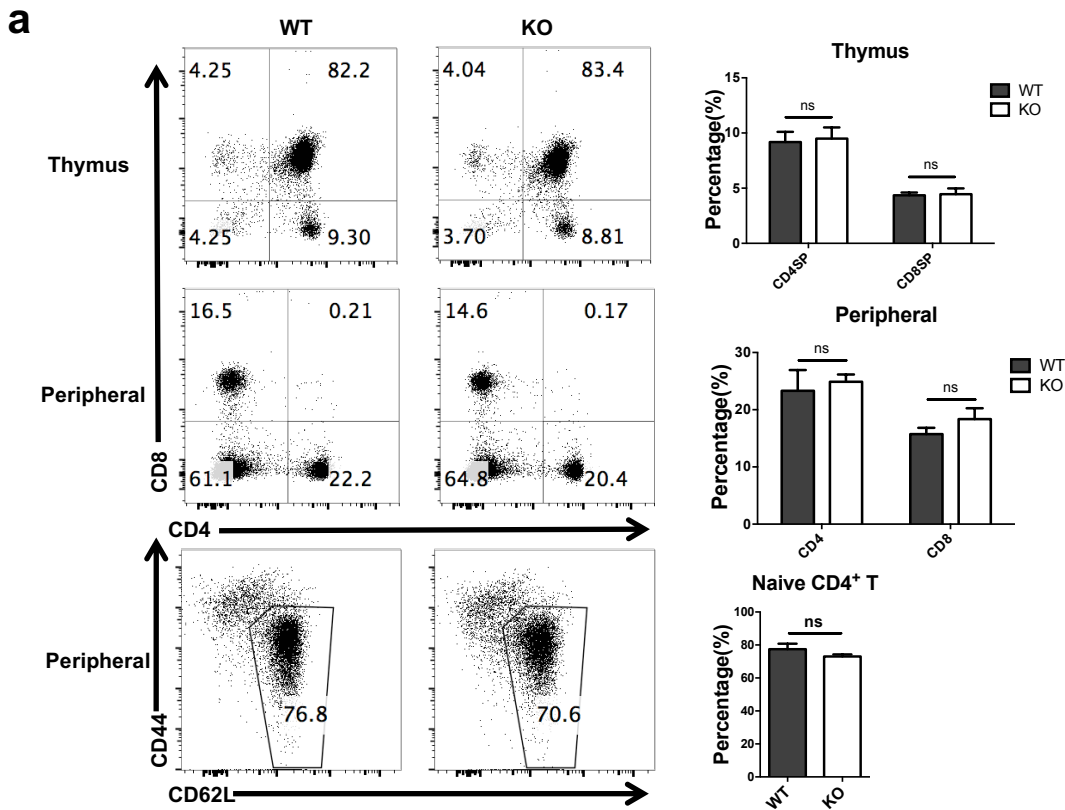 a
WT
KO
Thymus
4.25
82.2
4.25
9.30
4.04
83.4
3.70
8.81
Peripheral
16.5
0.21
61.1
22.2
14.6
0.17
64.8
20.4
CD8
CD4
Peripheral
76.8
70.6
CD44
CD62L
Thymus
Percentage(%)
15
10
5
0
ns
ns
WT
KO
CD4SP
CD8SP
Peripheral
Percentage(%)
30
20
10
0
ns
ns
WT
KO
CD4
CD8
Naive CD4⁺ T
Percentage(%)
100
80
60
40
20
0
ns
WT
KO